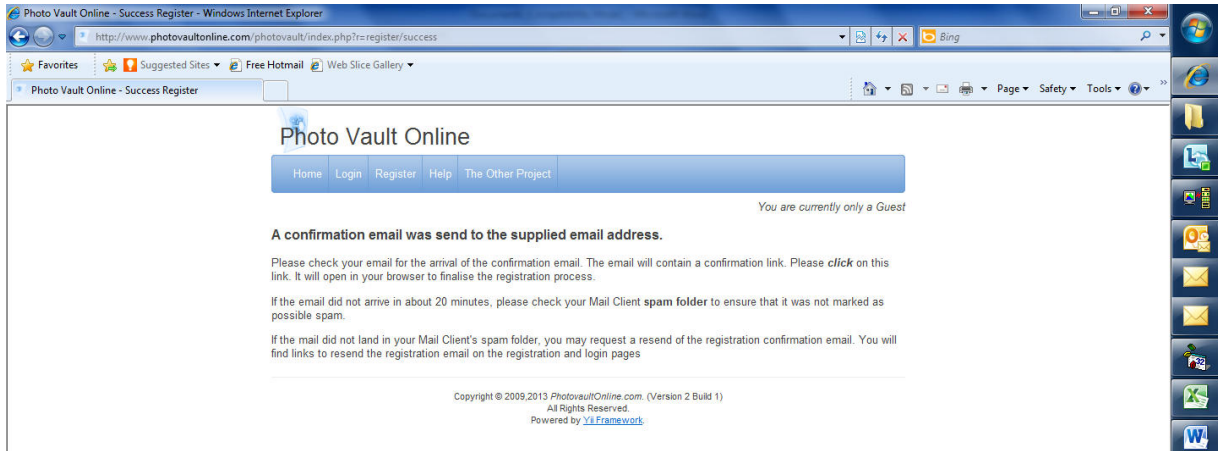 Photo Vault Online - Success Register - Windows Internet Explorer
http://www.photovaultonline.com/photovault/index.php?r=register/success
Bing
Favorites Suggested Sites Free Hotmail Web Slice Gallery
Photo Vault Online - Success Register
Page Safety Tools
Photo Vault Online
Home Login Register Help The Other Project
You are currently only a Guest
A confirmation email was send to the supplied email address.
Please check your email for the arrival of the confirmation email. The email will contain a confirmation link. Please click on this
link. It will open in your browser to finalise the registration process.
If the email did not arrive in about 20 minutes, please check your Mail Client spam folder to ensure that it was not marked as
possible spam.
If the mail did not land in your Mail Client's spam folder, you may request a resend of the registration confirmation email. You will
find links to resend the registration email on the registration and login pages
Copyright © 2009,2013 PhotovaultOnline.com. (Version 2 Build 1)
All Rights Reserved.
Powered by Yii Framework.